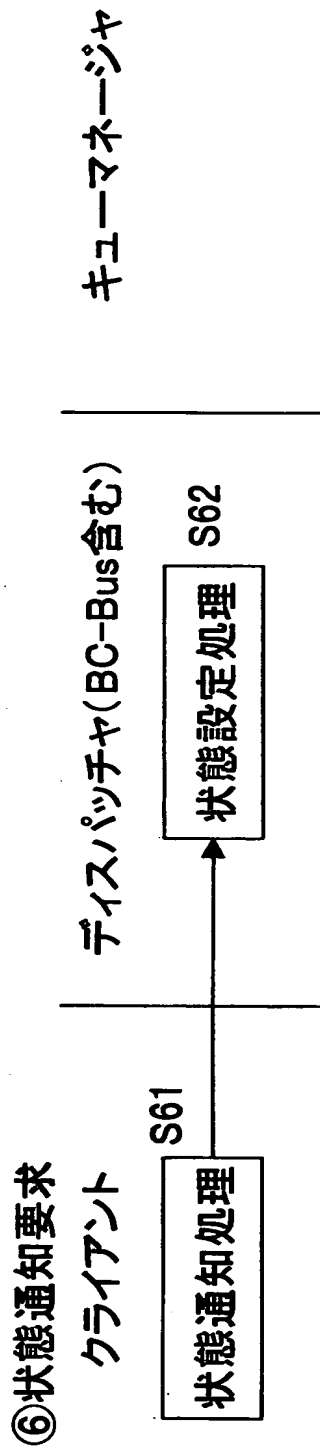 ⑥状態通知要求
クライアント
ディスパッチャ(BC-Bus含む)
キューマネージャ
S61
状態通知処理
状態設定処理
S62